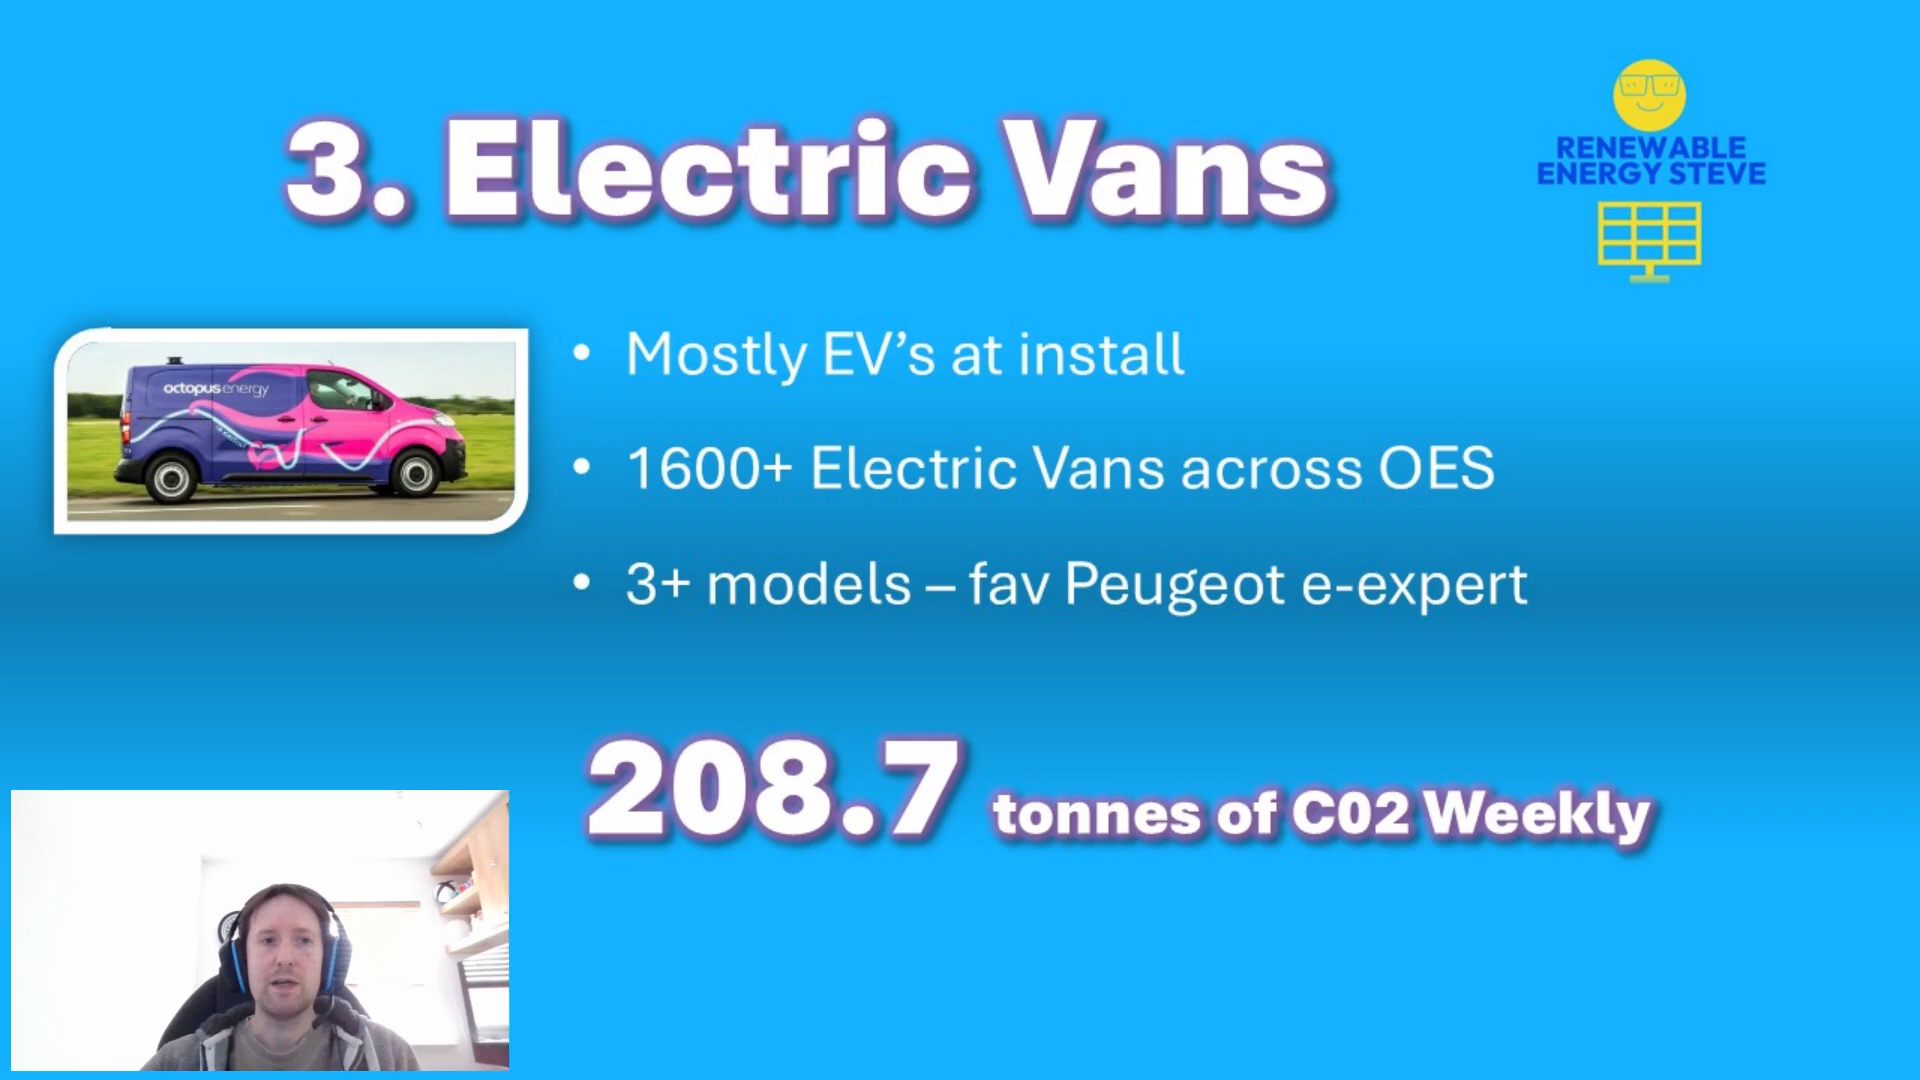 3. Electric Vans
RENEWABLE
ENERGY STEVE
octopusenergy
• Mostly EV’s at install
• 1600+ Electric Vans across OES
• 3+ models – fav Peugeot e-expert
208.7 tonnes of C02 Weekly